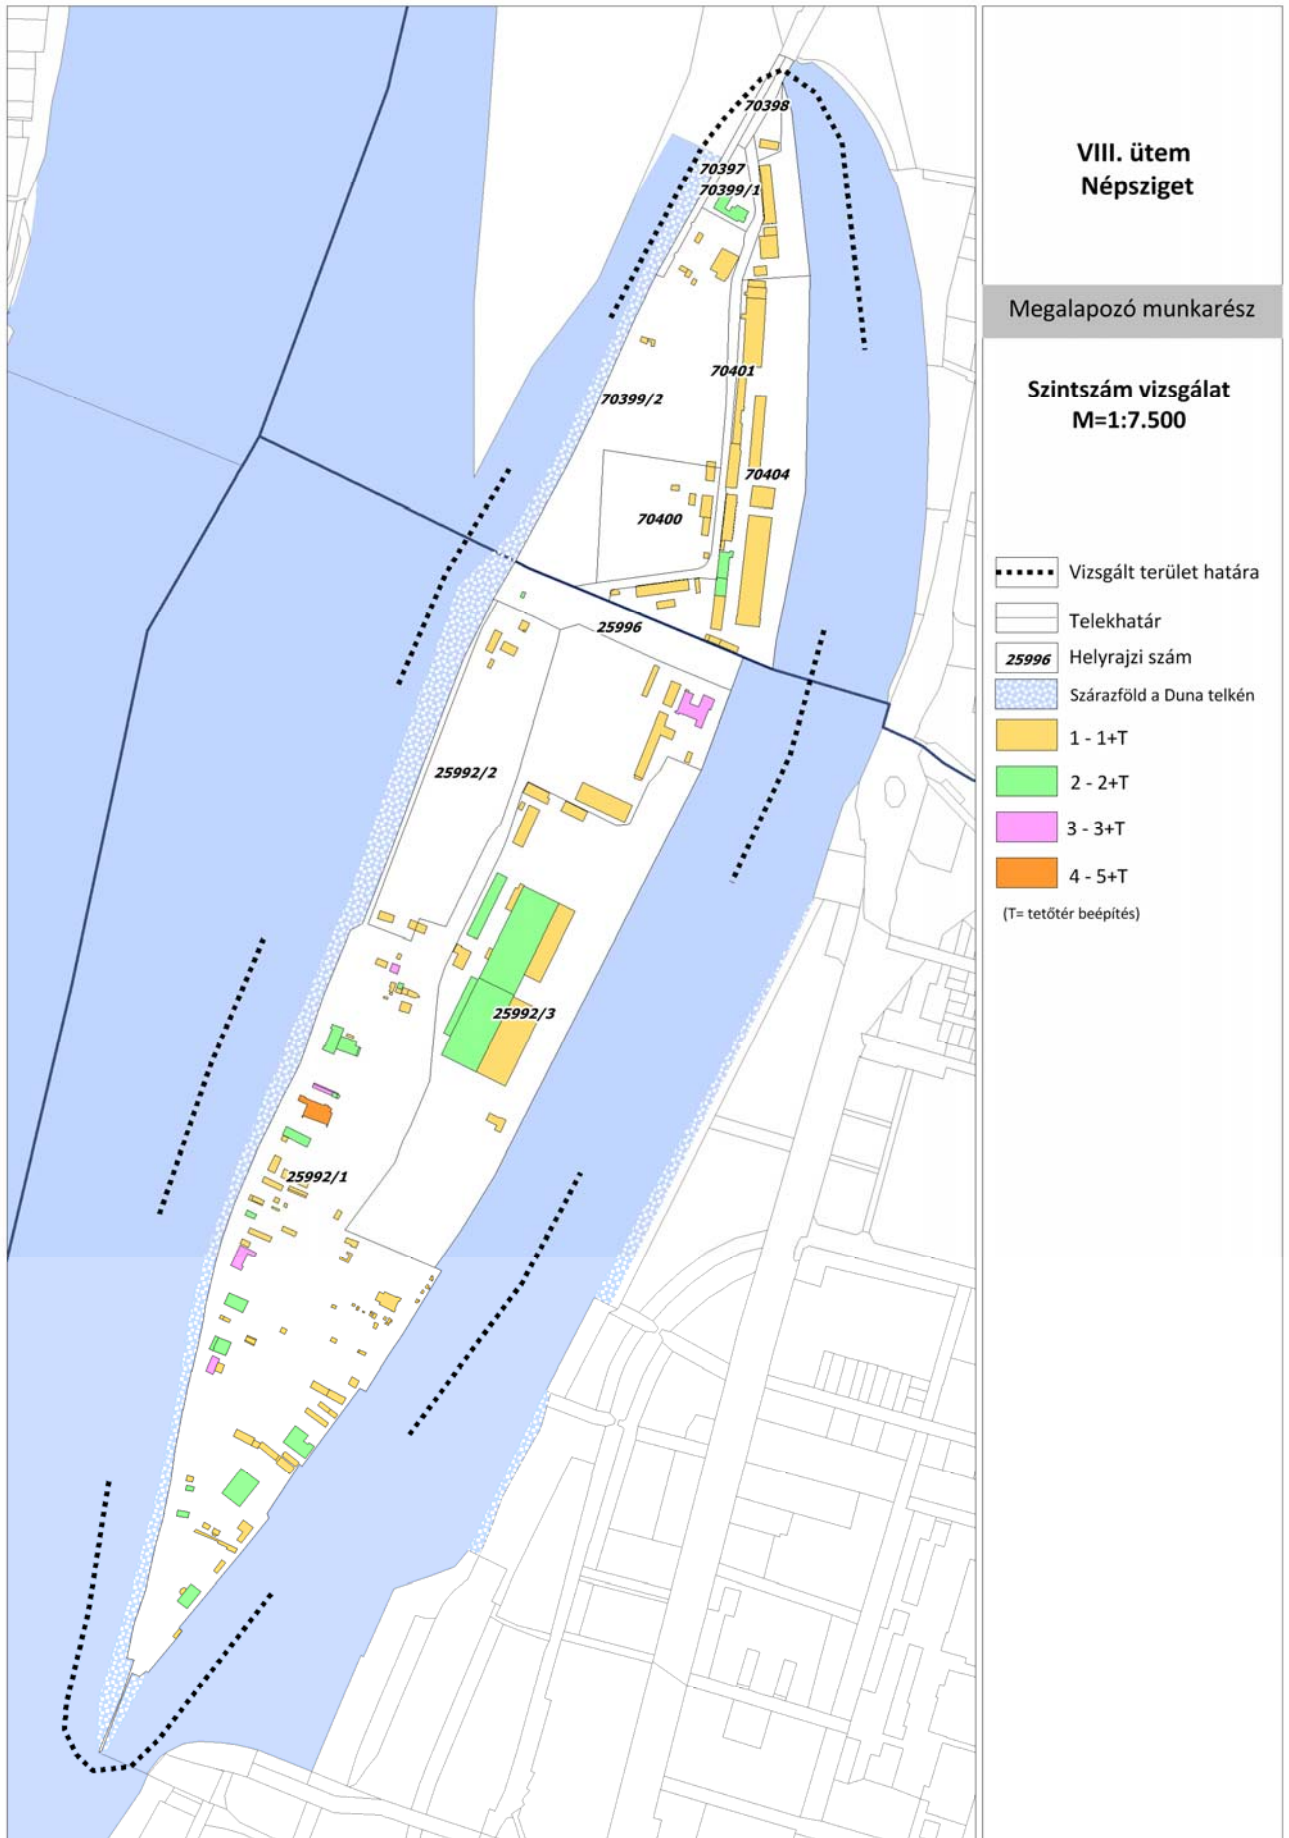 VIII. ütem
Népsziget
Megalapozó munkarész
Szintszám vizsgálat
M=1:7.500
Vizsgált terület határa
Telekhatár
25996 Helyrajzi szám
Szárazföld a Duna telkén
1 - 1+T
2 - 2+T
3 - 3+T
4 - 5+T
(T= tetőtér beépítés)
70398
70397
70399/1
70401
70399/2
70404
70400
25996
25992/2
25992/3
25992/1